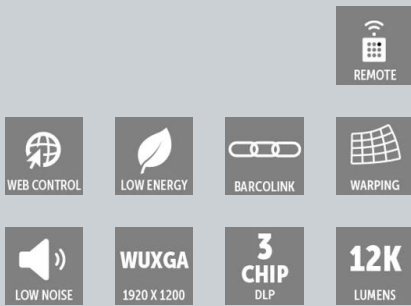 REMOTE
WEB CONTROL
LOW ENERGY
BARCOLINK
WARPING
LOW NOISE
WUXGA
1920 X 1200
3
CHIP
DLP
12K
LUMENS